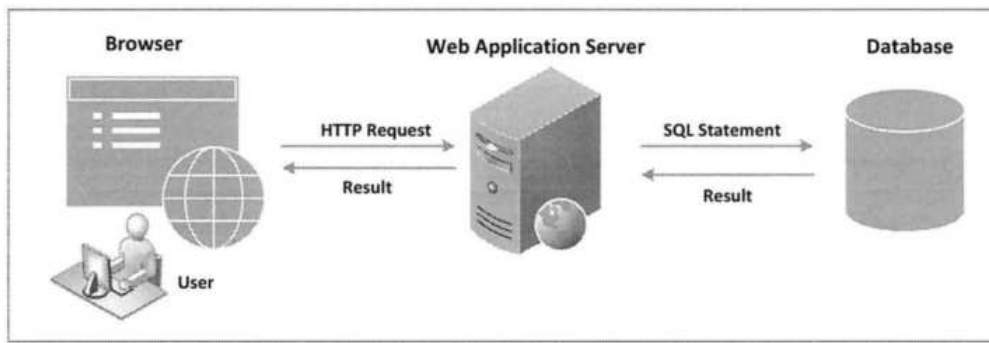 Browser
Web Application Server
Database
HTTP Request
Result
SQL Statement
Result
User